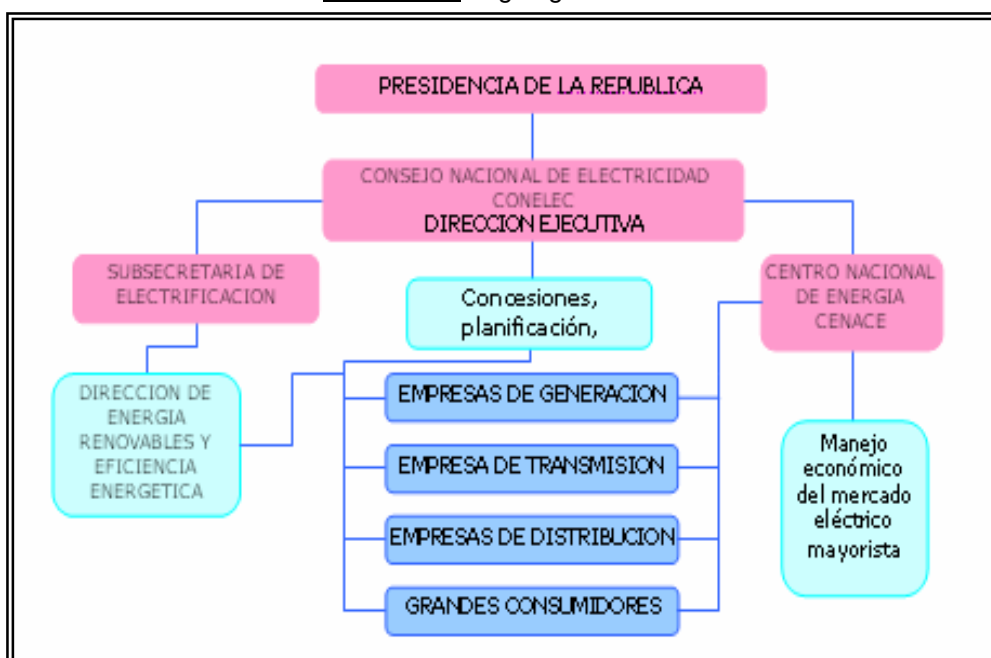 PRESIDENCIA DE LA REPUBLICA
CONSEJO NACIONAL DE ELECTRICIDAD
CONELEC
DIRECCION EJECUTIVA
SUBSECRETARIA DE
ELECTRIFICACION
Concesiones,
planificación,
CENTRO NACIONAL
DE ENERGIA
CENACE
DIRECCION DE
ENERGIA
RENOVABLES Y
EFICIENCIA
ENERGETICA
EMPRESAS DE GENERACION
EMPRESA DE TRANSMISION
EMPRESAS DE DISTRIBUCION
GRANDES CONSUMIDORES
Manejo
económico
del mercado
eléctrico
mayorista